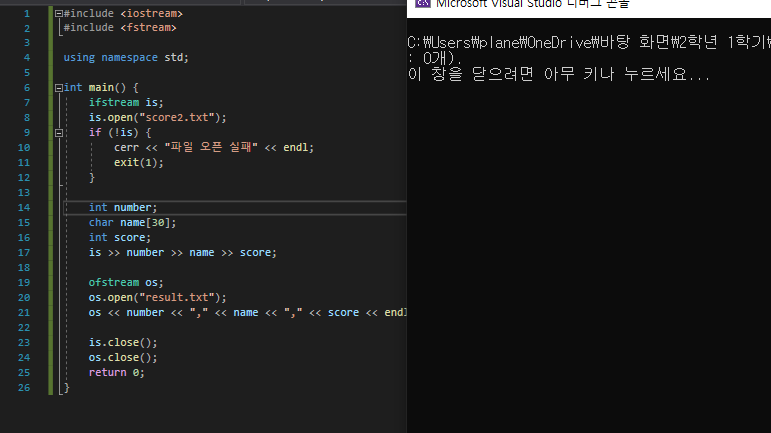 1 #include <iostream>
2 #include <fstream>
3
4 using namespace std;
5
6 int main() {
7 ifstream is;
8 is.open("score2.txt");
9 if (!is) {
10 cerr << "파일 오픈 실패" << endl;
11 exit(1);
12 }
13
14 int number;
15 char name[30];
16 int score;
17 is >> number >> name >> score;
18
19 ofstream os;
20 os.open("result.txt");
21 os << number << "," << name << "," << score << endl
22
23 is.close();
24 os.close();
25 return 0;
26 }
Microsoft Visual Studio 디버그 콘솔
C:\Users\plane\OneDrive\바탕 화면\2학년 1학기\
: 0개).
이 창을 닫으려면 아무 키나 누르세요...